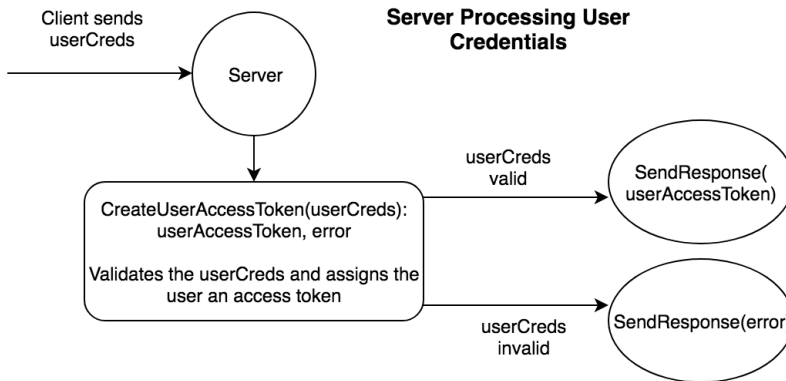 Client sends
userCreds
Server Processing User
Credentials
Server
CreateUserAccessToken(userCreds):
userAccessToken, error
Validates the userCreds and assigns the
user an access token
userCreds
valid
SendResponse(
userAccessToken)
userCreds
invalid
SendResponse(error